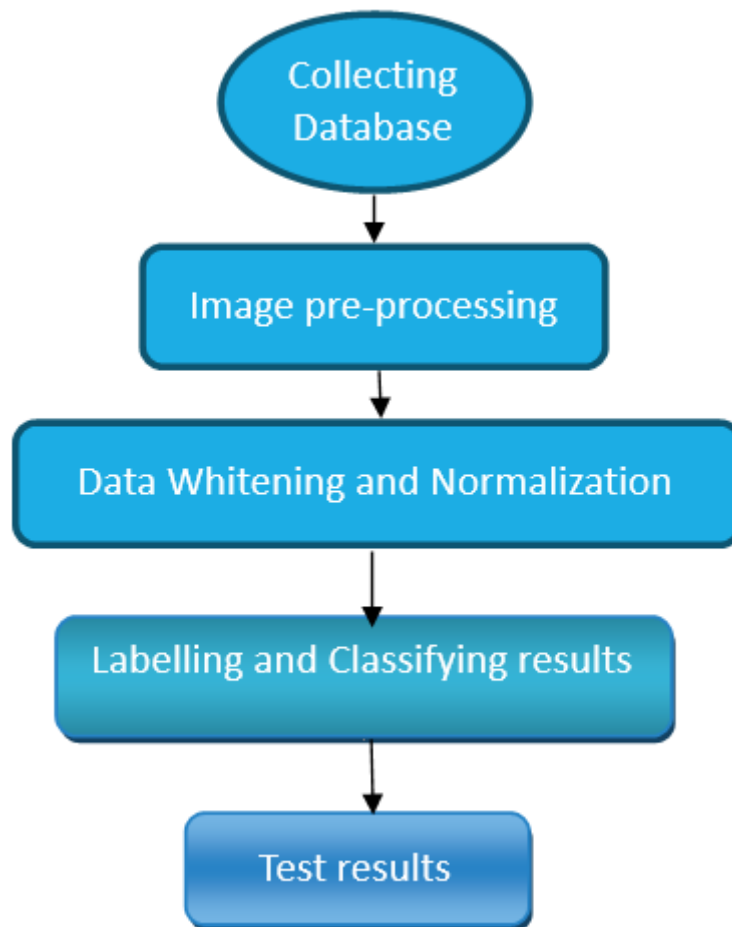 Collecting
Database
Image pre-processing
Data Whitening and Normalization
Labelling and Classifying results
Test results